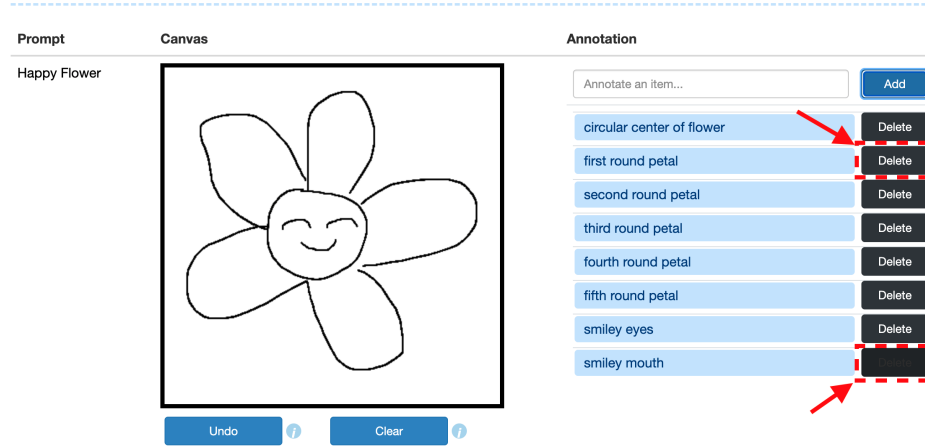 Prompt Canvas Annotation
Happy Flower
Annotate an item... Add
circular center of flower Delete
first round petal Delete
second round petal Delete
third round petal Delete
fourth round petal Delete
fifth round petal Delete
smiley eyes Delete
smiley mouth Delete
Undo i Clear i